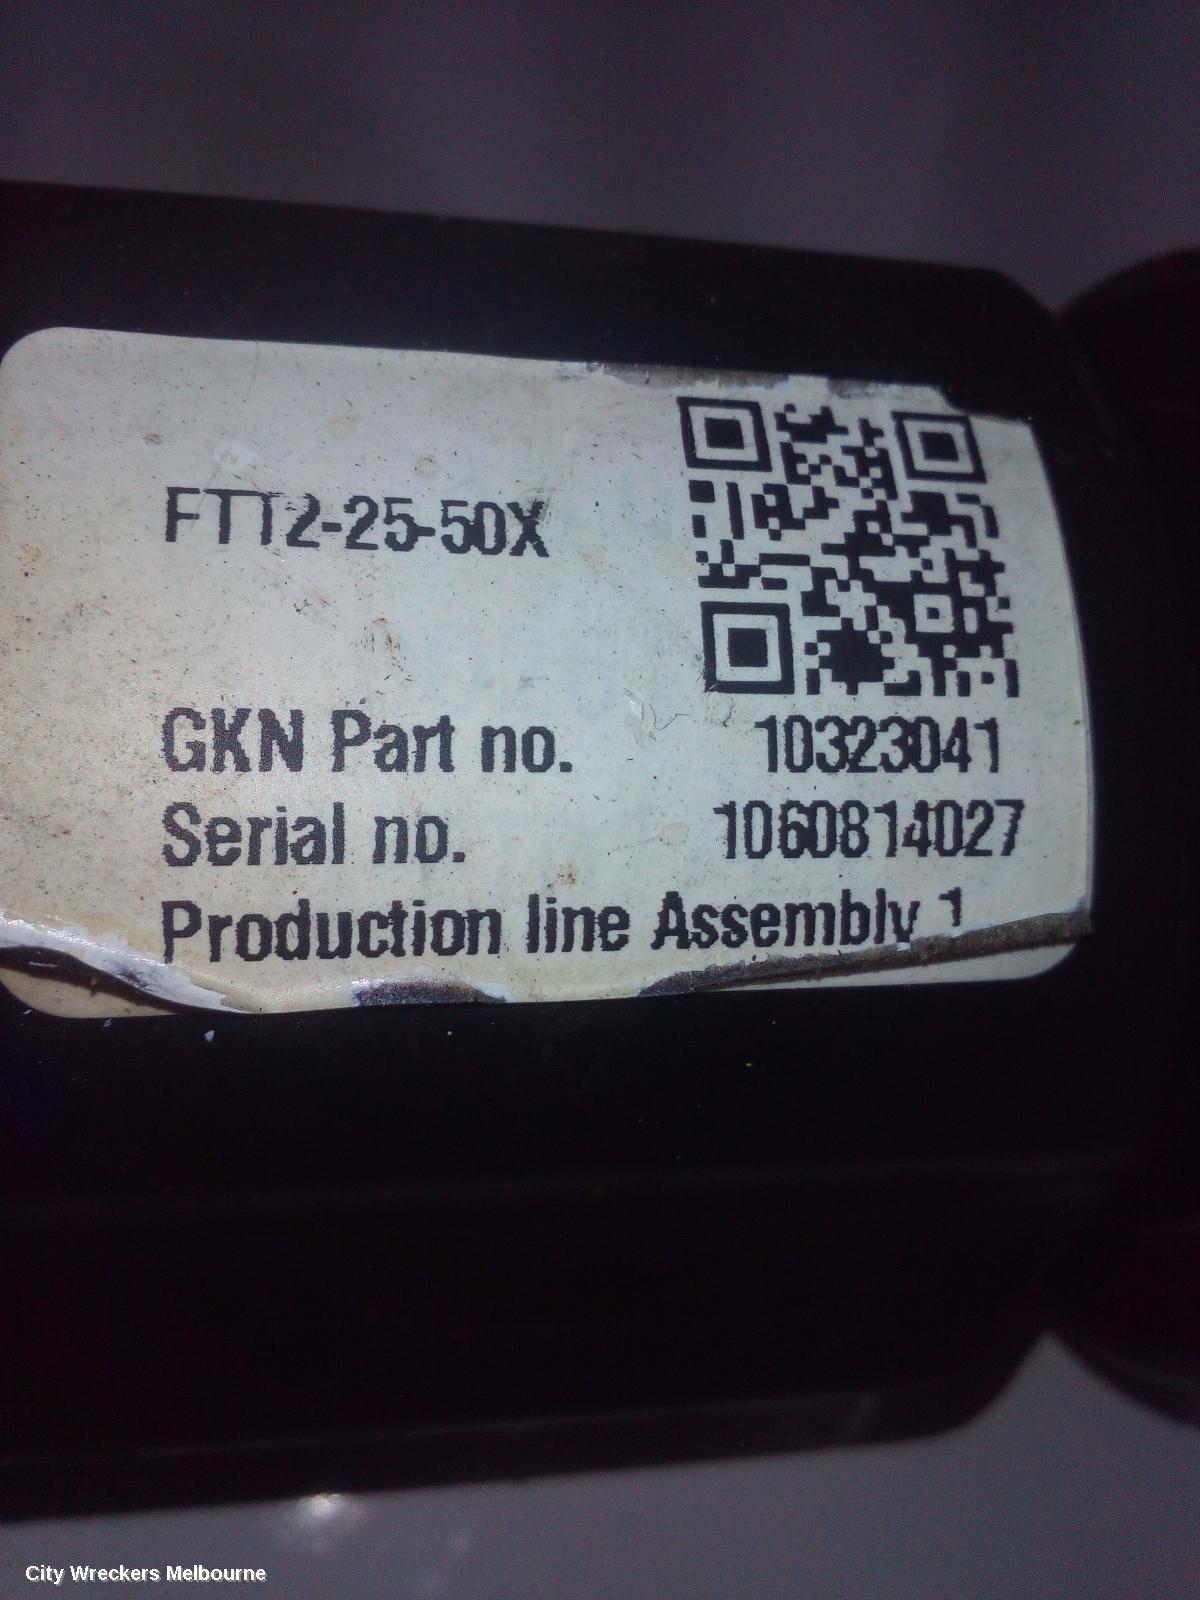 FTT2-25-50X
GKN Part no. 10323041
Serial no. 1060814027
Production line Assembly 1
City Wreckers Melbourne